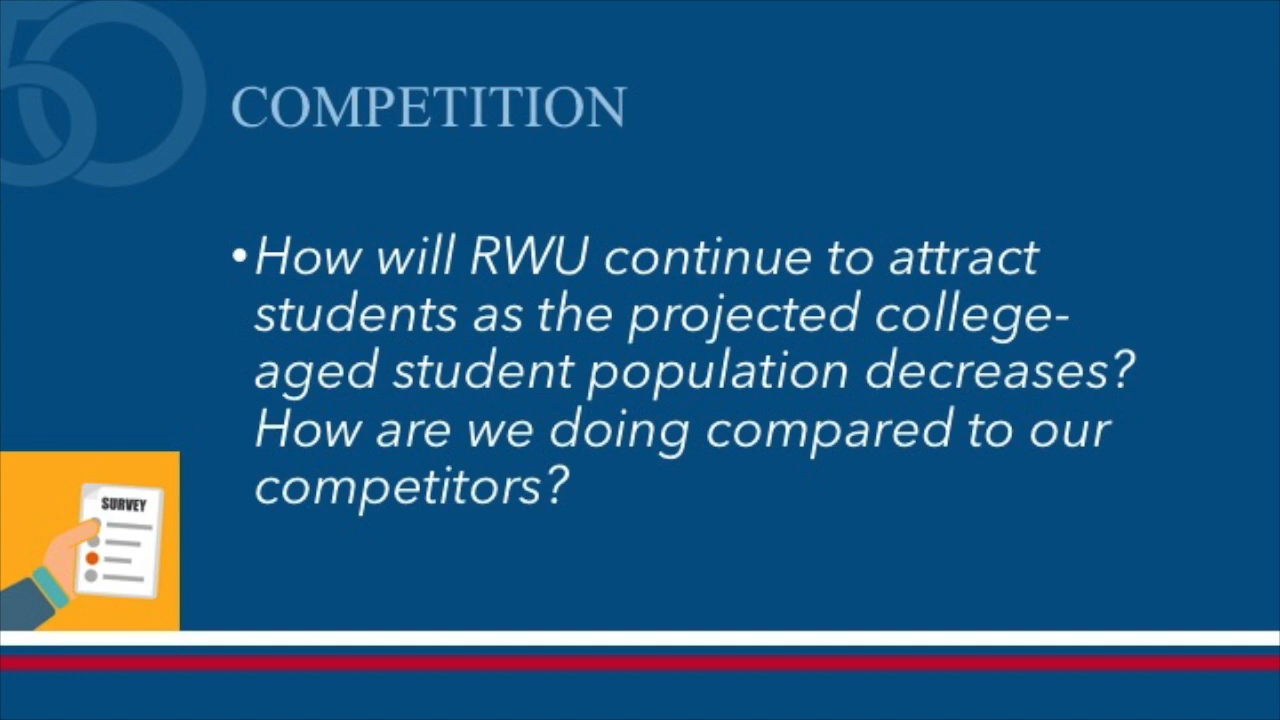 50
COMPETITION
•How will RWU continue to attract
students as the projected college-
aged student population decreases?
How are we doing compared to our
competitors?
SURVEY